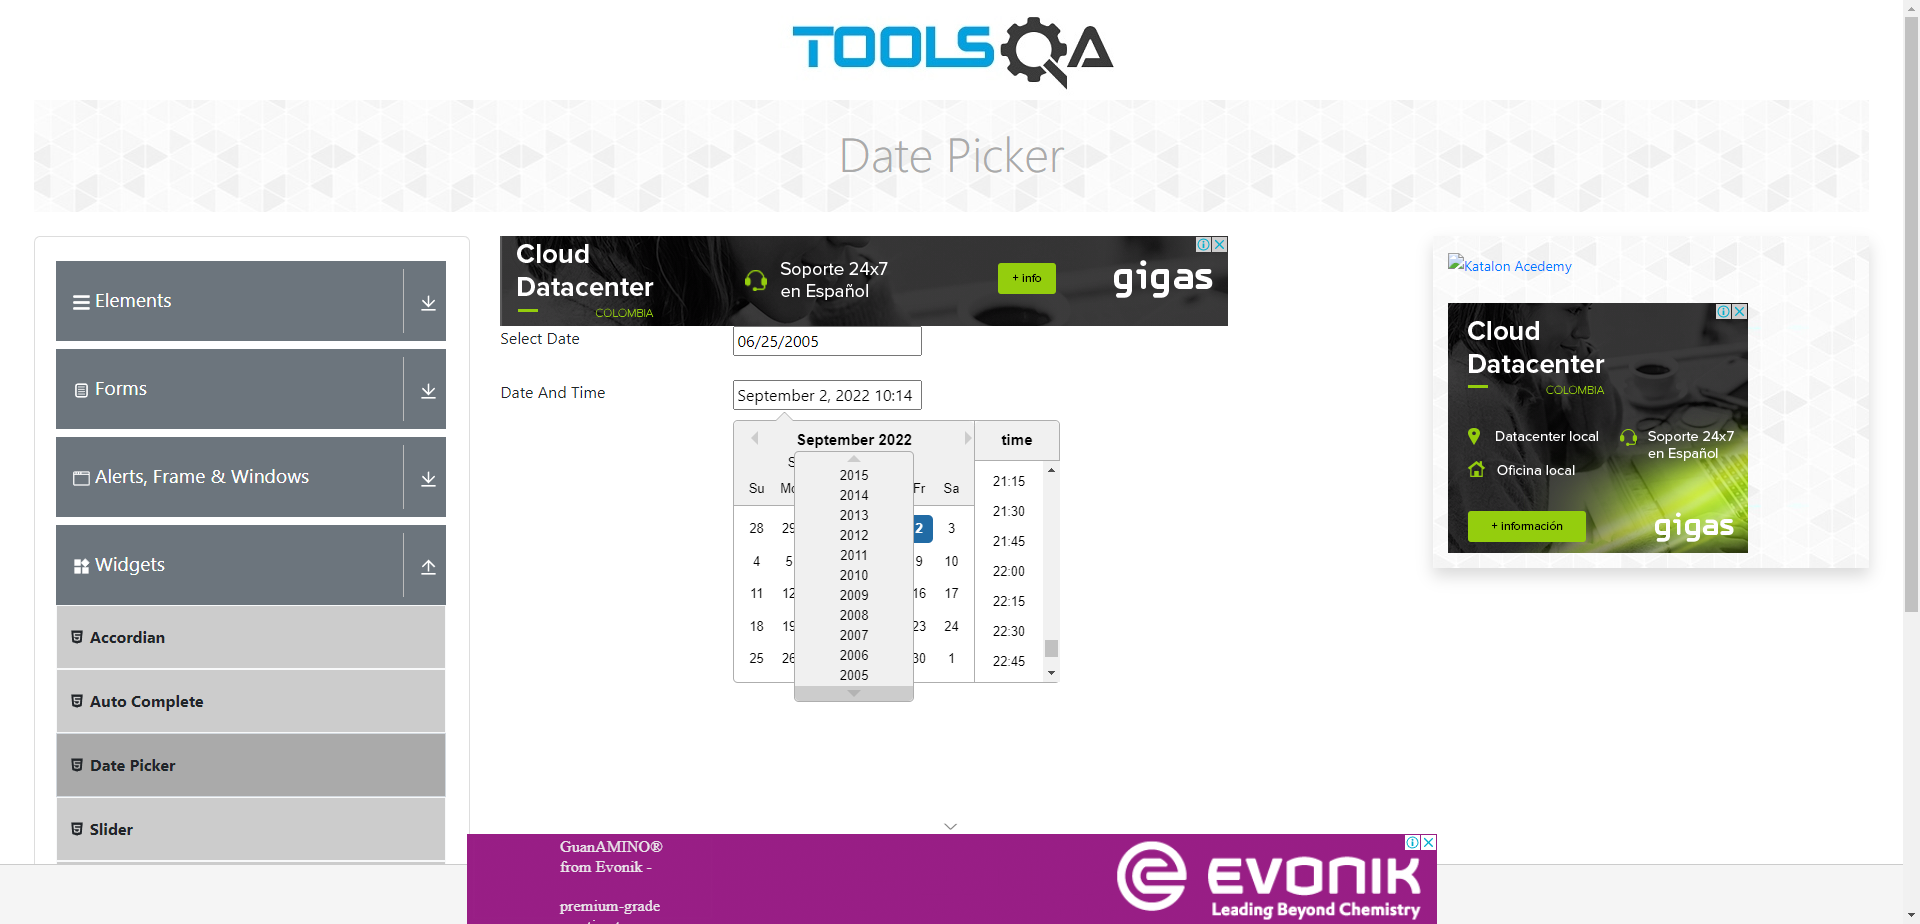 TOOLSQA
Date Picker
Elements
Forms
Alerts, Frame & Windows
Widgets
Accordian
Auto Complete
Date Picker
Slider
Cloud
Datacenter
COLOMBIA
Soporte 24x7
en Español
+ info
gigas
Select Date
06/25/2005
Date And Time
September 2, 2022 10:14
September 2022
time
S
Su Mo Fr Sa
28 29 2 3
4 5 9 10
11 12 16 17
18 19 23 24
25 26 30 1
2015
2014
2013
2012
2011
2010
2009
2008
2007
2006
2005
21:15
21:30
21:45
22:00
22:15
22:30
22:45
Katalon Acedemy
Cloud
Datacenter
COLOMBIA
Datacenter local
Soporte 24x7
en Español
Oficina local
+ información
gigas
GuanAMINO®
from Evonik -
premium-grade
EVONIK
Leading Beyond Chemistry